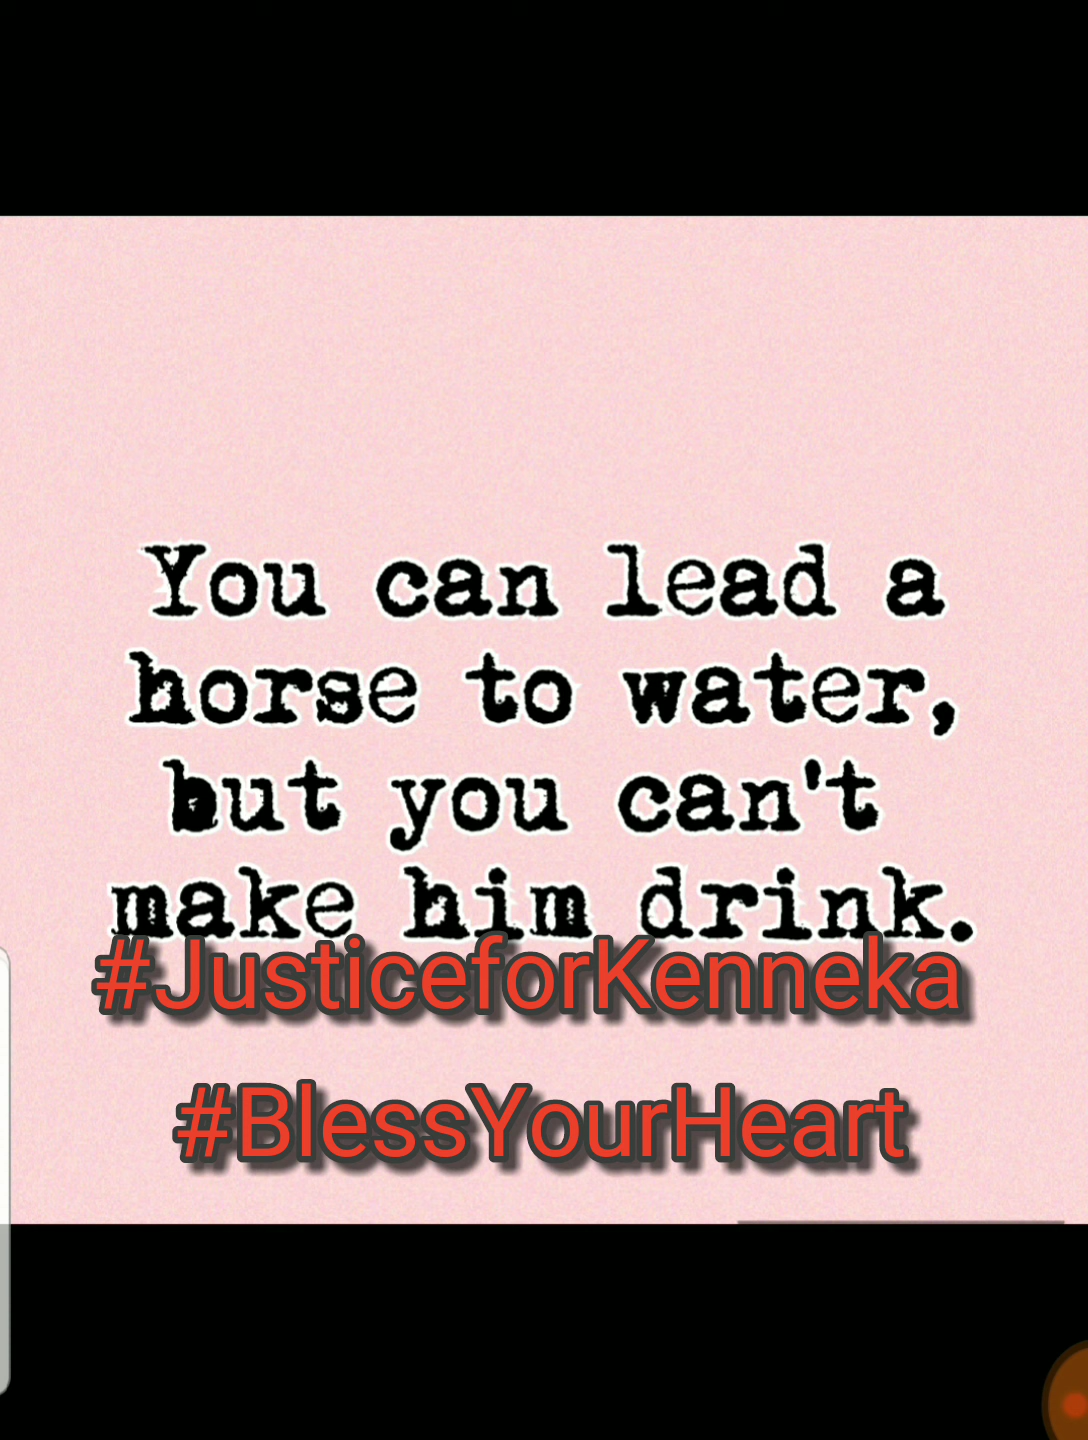 You can lead a
horse to water,
but you can't
make him drink.
#JusticeforKenneka
#BlessYourHeart